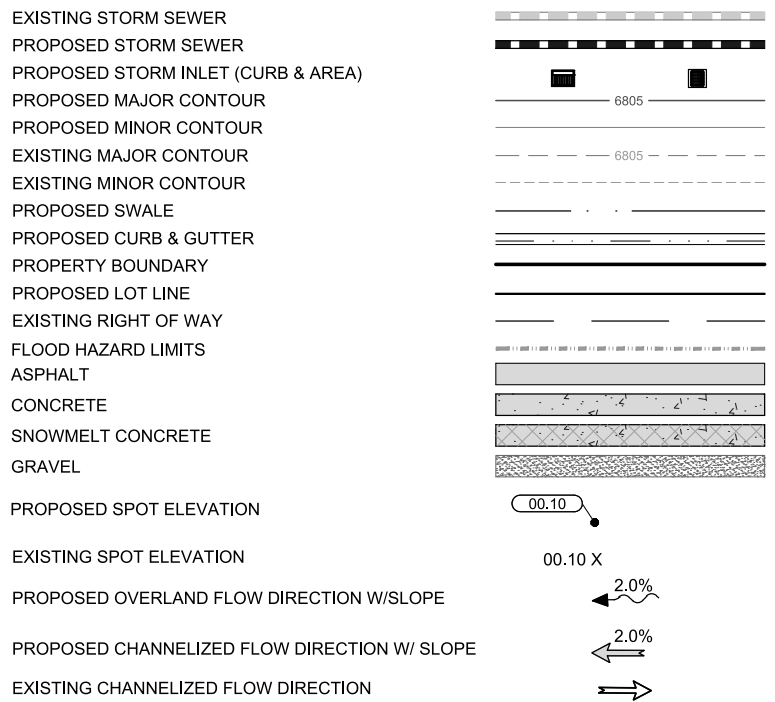 EXISTING STORM SEWER
PROPOSED STORM SEWER
PROPOSED STORM INLET (CURB & AREA)
PROPOSED MAJOR CONTOUR 6805
PROPOSED MINOR CONTOUR
EXISTING MAJOR CONTOUR 6805
EXISTING MINOR CONTOUR
PROPOSED SWALE
PROPOSED CURB & GUTTER
PROPERTY BOUNDARY
PROPOSED LOT LINE
EXISTING RIGHT OF WAY
FLOOD HAZARD LIMITS
ASPHALT
CONCRETE
SNOWMELT CONCRETE
GRAVEL
PROPOSED SPOT ELEVATION 00.10
EXISTING SPOT ELEVATION 00.10 X
PROPOSED OVERLAND FLOW DIRECTION W/SLOPE 2.0%
PROPOSED CHANNELIZED FLOW DIRECTION W/ SLOPE 2.0%
EXISTING CHANNELIZED FLOW DIRECTION